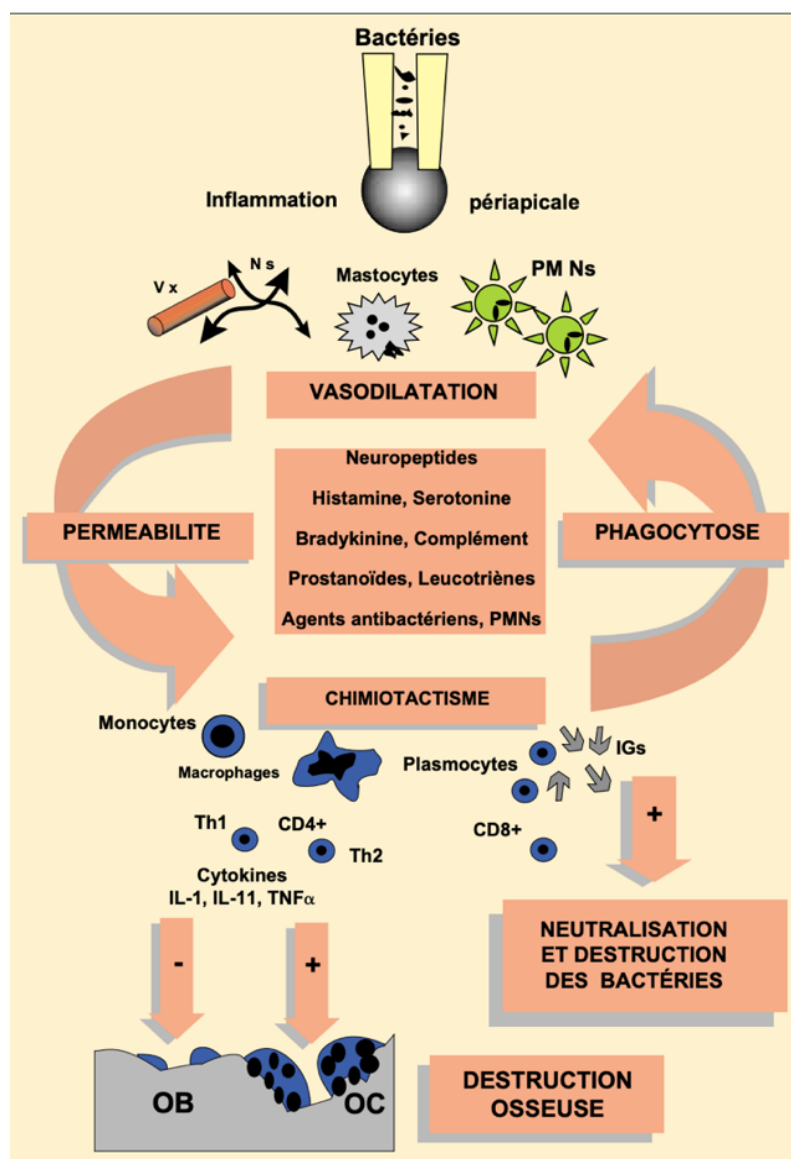 Bactéries
Inflammation périapicale
V x
N s
Mastocytes
PM Ns
VASODILATATION
Neuropeptides
Histamine, Serotonine
Bradykinine, Complément
Prostanoïdes, Leucotriènes
Agents antibactériens, PMNs
PERMEABILITE
PHAGOCYTOSE
CHIMIOTACTISME
Monocytes
Macrophages
Plasmocytes
IGs
Th1
CD4+
Th2
CD8+
Cytokines
IL-1, IL-11, TNFα
-
+
+
NEUTRALISATION
ET DESTRUCTION
DES BACTÉRIES
OB
OC
DESTRUCTION
OSSEUSE